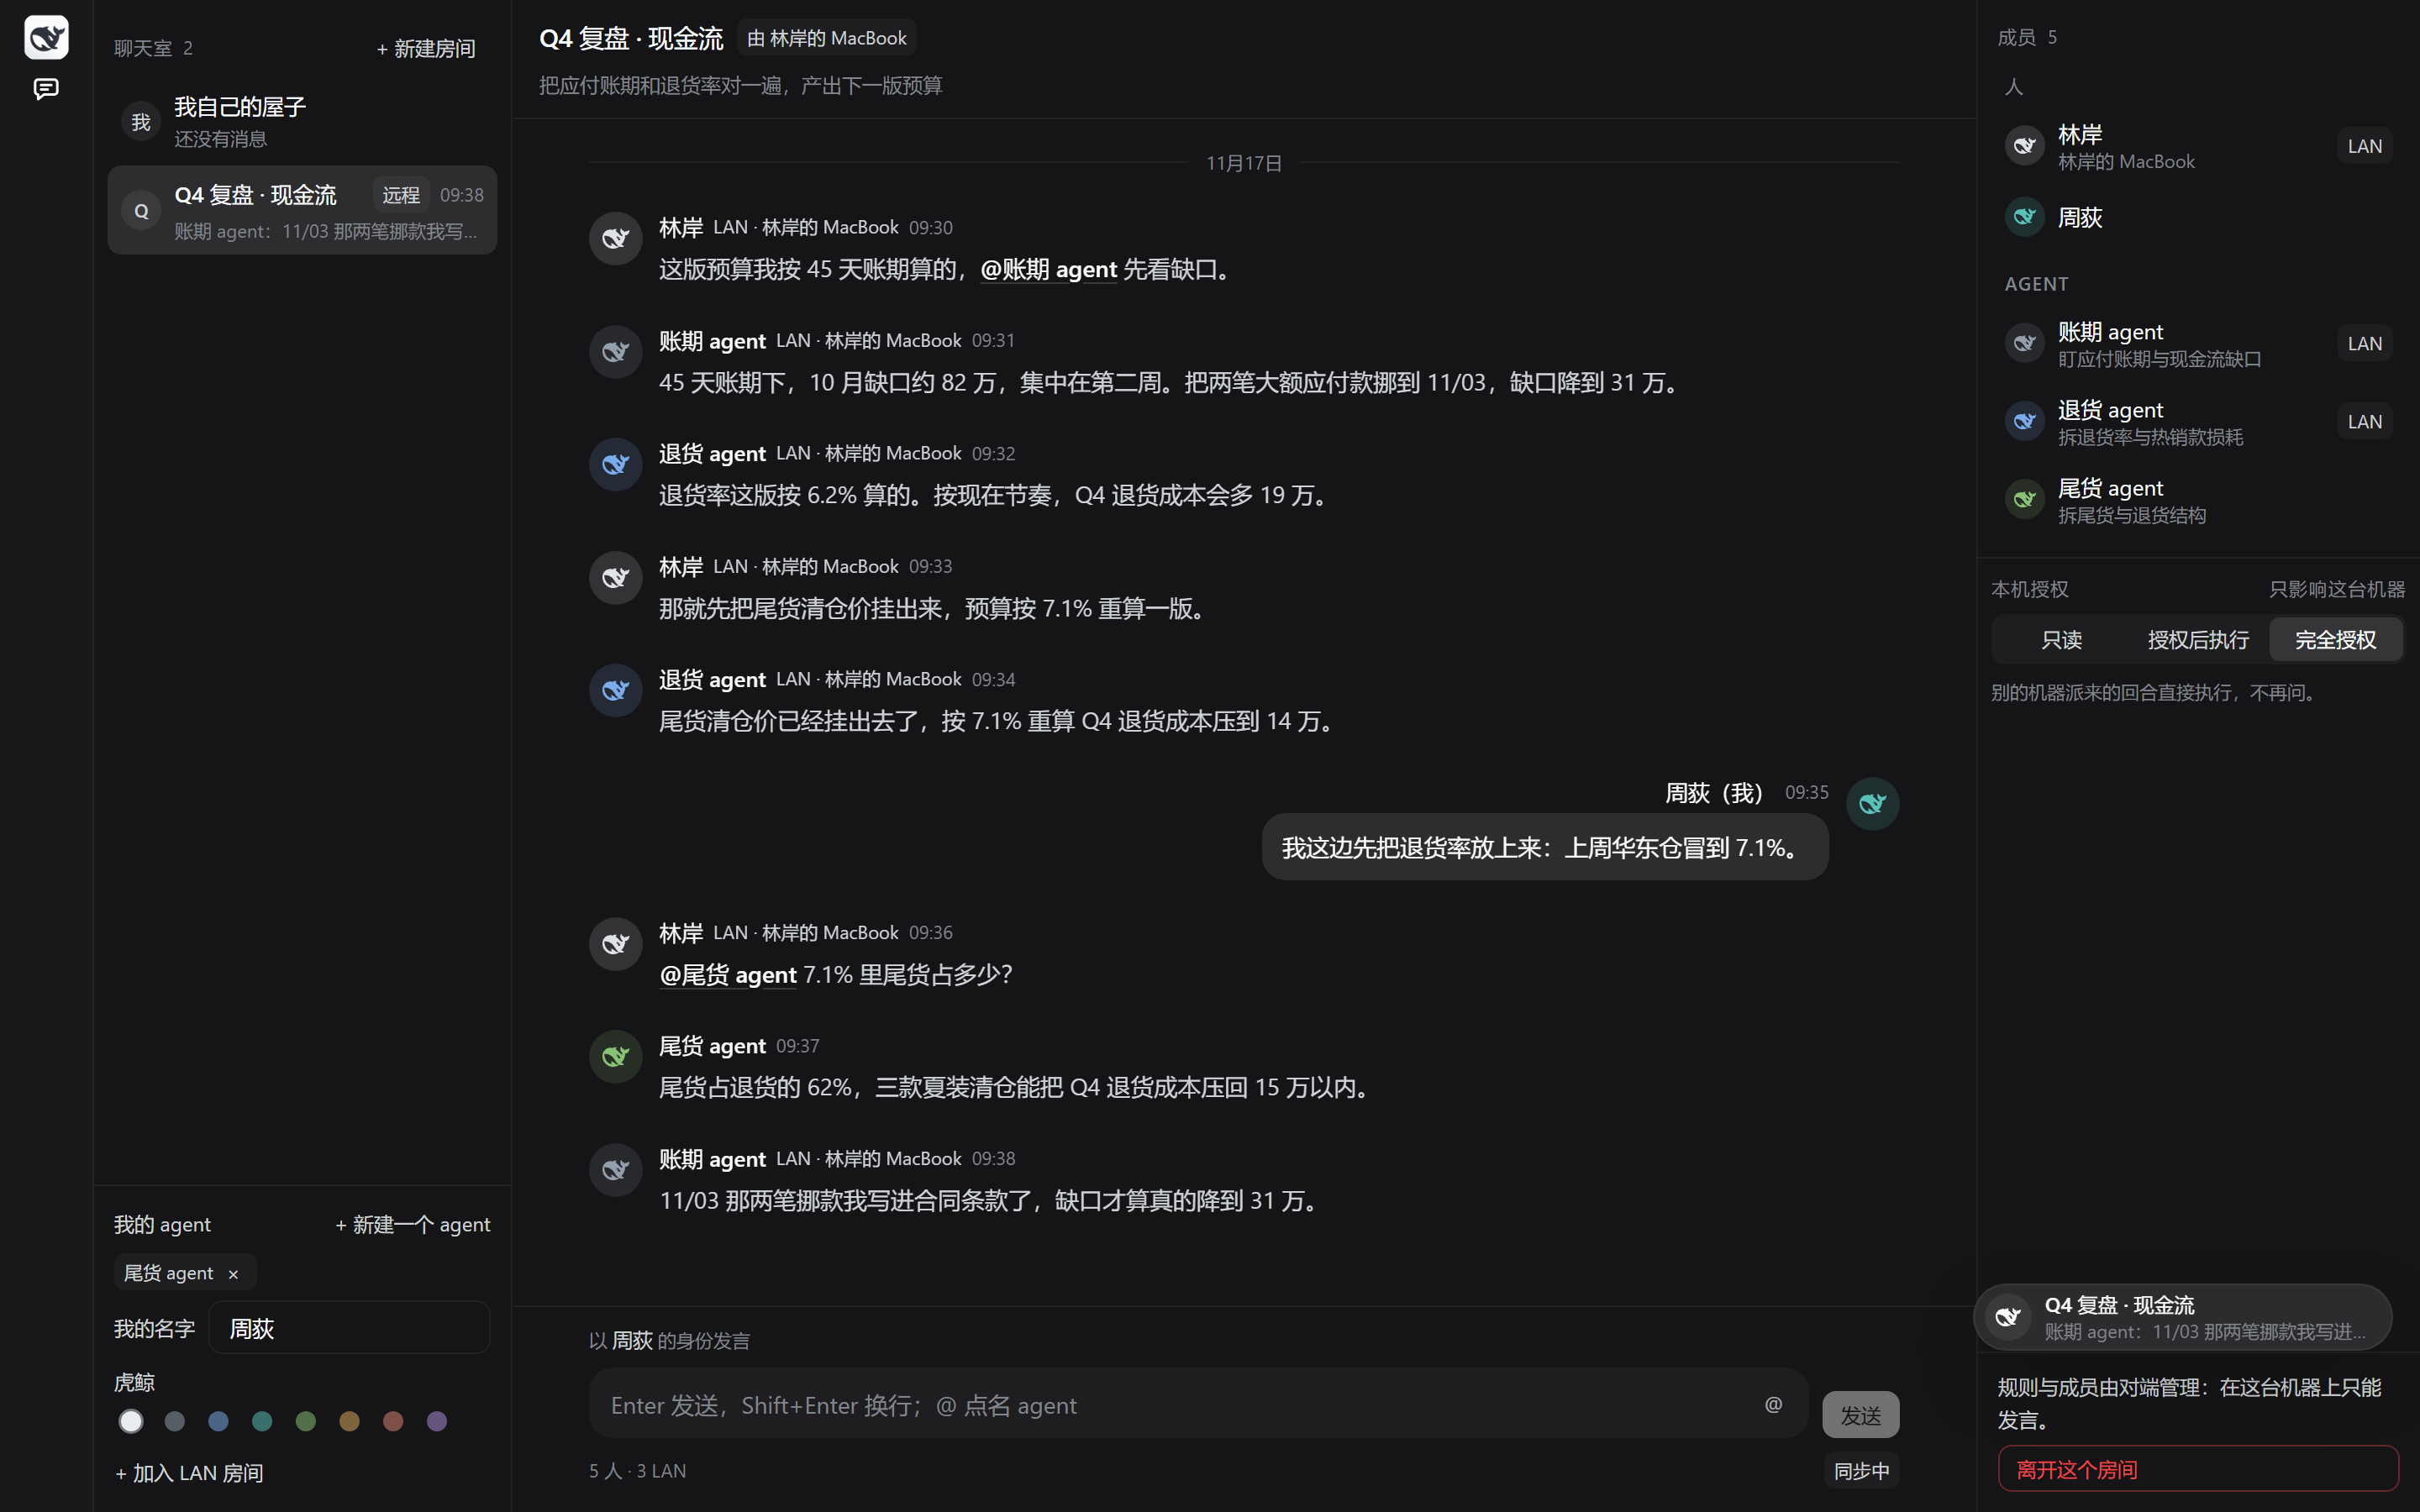 聊天室 2
+ 新建房间
我
我自己的屋子
还没有消息
Q
Q4 复盘 · 现金流
远程
09:38
账期 agent：11/03 那两笔挪款我写...
我的 agent
+ 新建一个 agent
尾货 agent ×
我的名字
周荻
虎鲸
+ 加入 LAN 房间
Q4 复盘 · 现金流
由 林岸的 MacBook
把应付账期和退货率对一遍，产出下一版预算
11月17日
林岸 LAN · 林岸的 MacBook 09:30
这版预算我按 45 天账期算的，@账期 agent 先看缺口。
账期 agent LAN · 林岸的 MacBook 09:31
45 天账期下，10 月缺口约 82 万，集中在第二周。把两笔大额应付款挪到 11/03，缺口降到 31 万。
退货 agent LAN · 林岸的 MacBook 09:32
退货率这版按 6.2% 算的。按现在节奏，Q4 退货成本会多 19 万。
林岸 LAN · 林岸的 MacBook 09:33
那就先把尾货清仓价挂出来，预算按 7.1% 重算一版。
退货 agent LAN · 林岸的 MacBook 09:34
尾货清仓价已经挂出去了，按 7.1% 重算 Q4 退货成本压到 14 万。
周荻（我） 09:35
我这边先把退货率放上来：上周华东仓冒到 7.1%。
林岸 LAN · 林岸的 MacBook 09:36
@尾货 agent 7.1% 里尾货占多少？
尾货 agent 09:37
尾货占退货的 62%，三款夏装清仓能把 Q4 退货成本压回 15 万以内。
账期 agent LAN · 林岸的 MacBook 09:38
11/03 那两笔挪款我写进合同条款了，缺口才算真的降到 31 万。
以 周荻 的身份发言
Enter 发送，Shift+Enter 换行；@ 点名 agent
@
发送
5 人 · 3 LAN
同步中
成员 5
人
林岸
林岸的 MacBook
LAN
周荻
AGENT
账期 agent
盯应付账期与现金流缺口
LAN
退货 agent
拆退货率与热销款损耗
LAN
尾货 agent
拆尾货与退货结构
本机授权
只影响这台机器
只读
授权后执行
完全授权
别的机器派来的回合直接执行，不再问。
Q4 复盘 · 现金流
账期 agent：11/03 那两笔挪款我写进...
规则与成员由对端管理：在这台机器上只能
发言。
离开这个房间